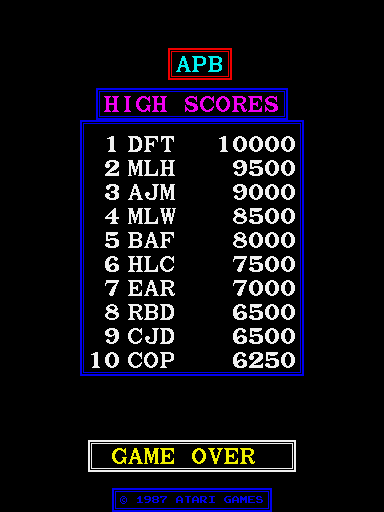 APB
HIGH SCORES
1 DFT 10000
2 MLH 9500
3 AJM 9000
4 MLW 8500
5 BAF 8000
6 HLC 7500
7 EAR 7000
8 RBD 6500
9 CJD 6500
10 COP 6250
GAME OVER
© 1987 ATARI GAMES